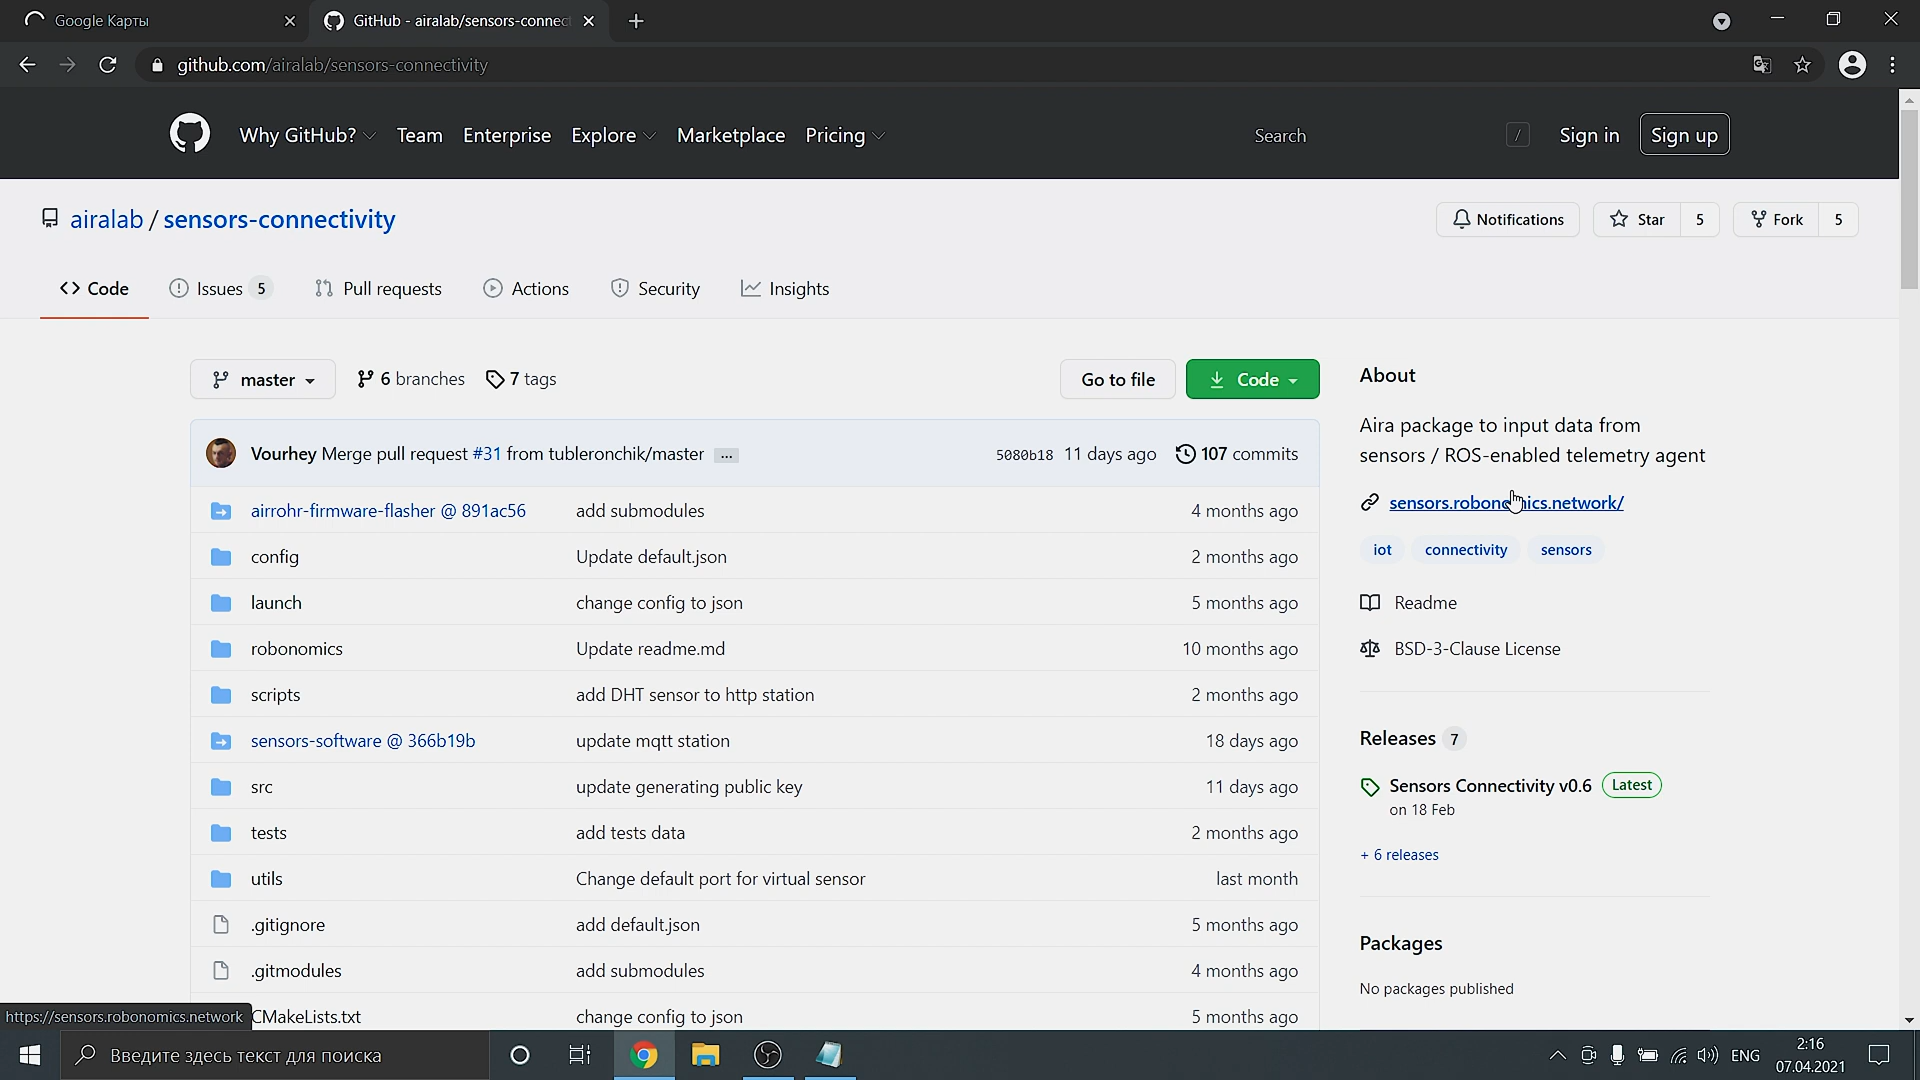 Google Карты
GitHub - airalab/sensors-connec
github.com/airalab/sensors-connectivity
Why GitHub?
Team
Enterprise
Explore
Marketplace
Pricing
Search
/
Sign in
Sign up
airalab / sensors-connectivity
Notifications
Star 5
Fork 5
Code
Issues 5
Pull requests
Actions
Security
Insights
master
6 branches
7 tags
Go to file
Code
Vourhey Merge pull request #31 from tubleronchik/master ...
5080b18 11 days ago
107 commits
airrohr-firmware-flasher @ 891ac56 add submodules 4 months ago
config Update default.json 2 months ago
launch change config to json 5 months ago
robonomics Update readme.md 10 months ago
scripts add DHT sensor to http station 2 months ago
sensors-software @ 366b19b update mqtt station 18 days ago
src update generating public key 11 days ago
tests add tests data 2 months ago
utils Change default port for virtual sensor last month
.gitignore add default.json 5 months ago
.gitmodules add submodules 4 months ago
CMakeLists.txt change config to json 5 months ago
About
Aira package to input data from
sensors / ROS-enabled telemetry agent
sensors.robonomics.network/
iot
connectivity
sensors
Readme
BSD-3-Clause License
Releases 7
Sensors Connectivity v0.6 Latest
on 18 Feb
+ 6 releases
Packages
No packages published
https://sensors.robonomics.network
Введите здесь текст для поиска
ENG
2:16
07.04.2021